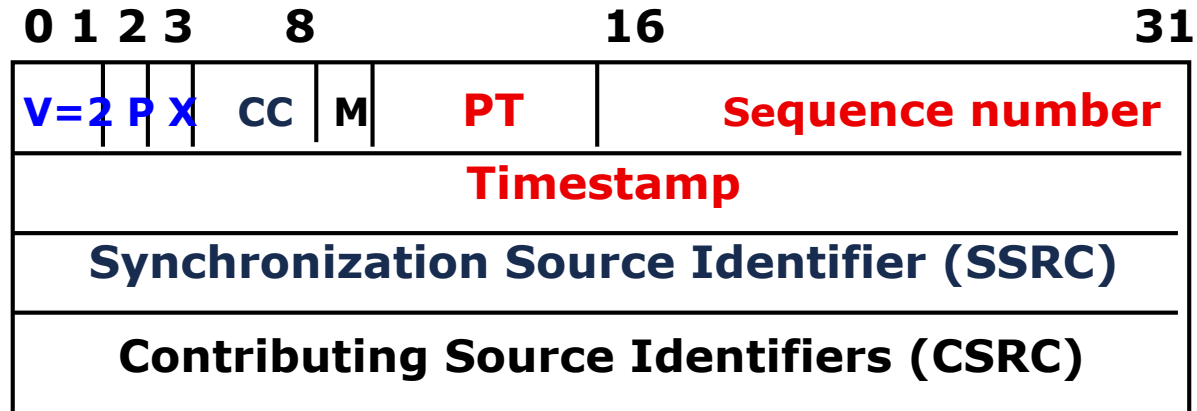 0 1 2 3 8 16 31
V=2 P X CC M PT Sequence number
Timestamp
Synchronization Source Identifier (SSRC)
Contributing Source Identifiers (CSRC)